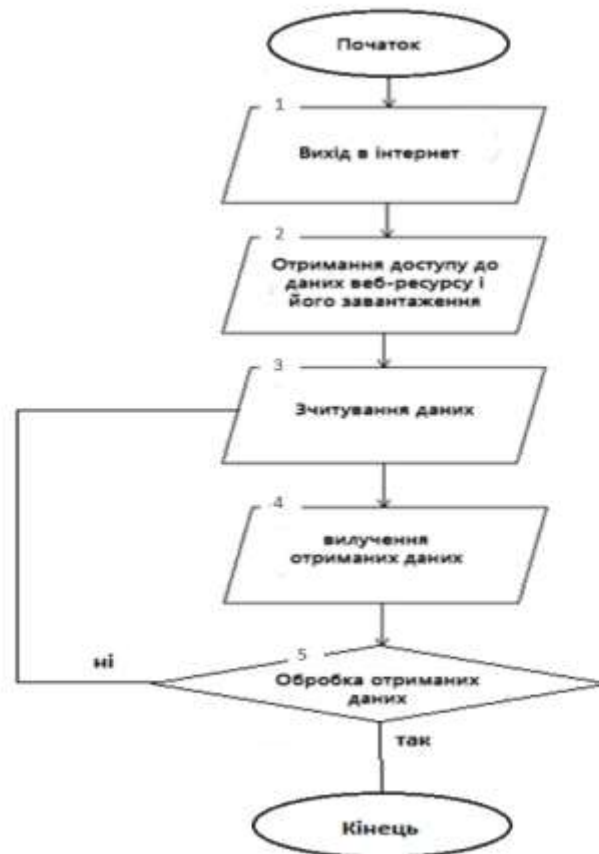 Початок
1
Вихід в інтернет
2
Отримання доступу до
даних веб-ресурсу і
його завантаження
3
Зчитування даних
4
вилучення
отриманих даних
5
ні
Обробка отриманих
даних
так
Кінець